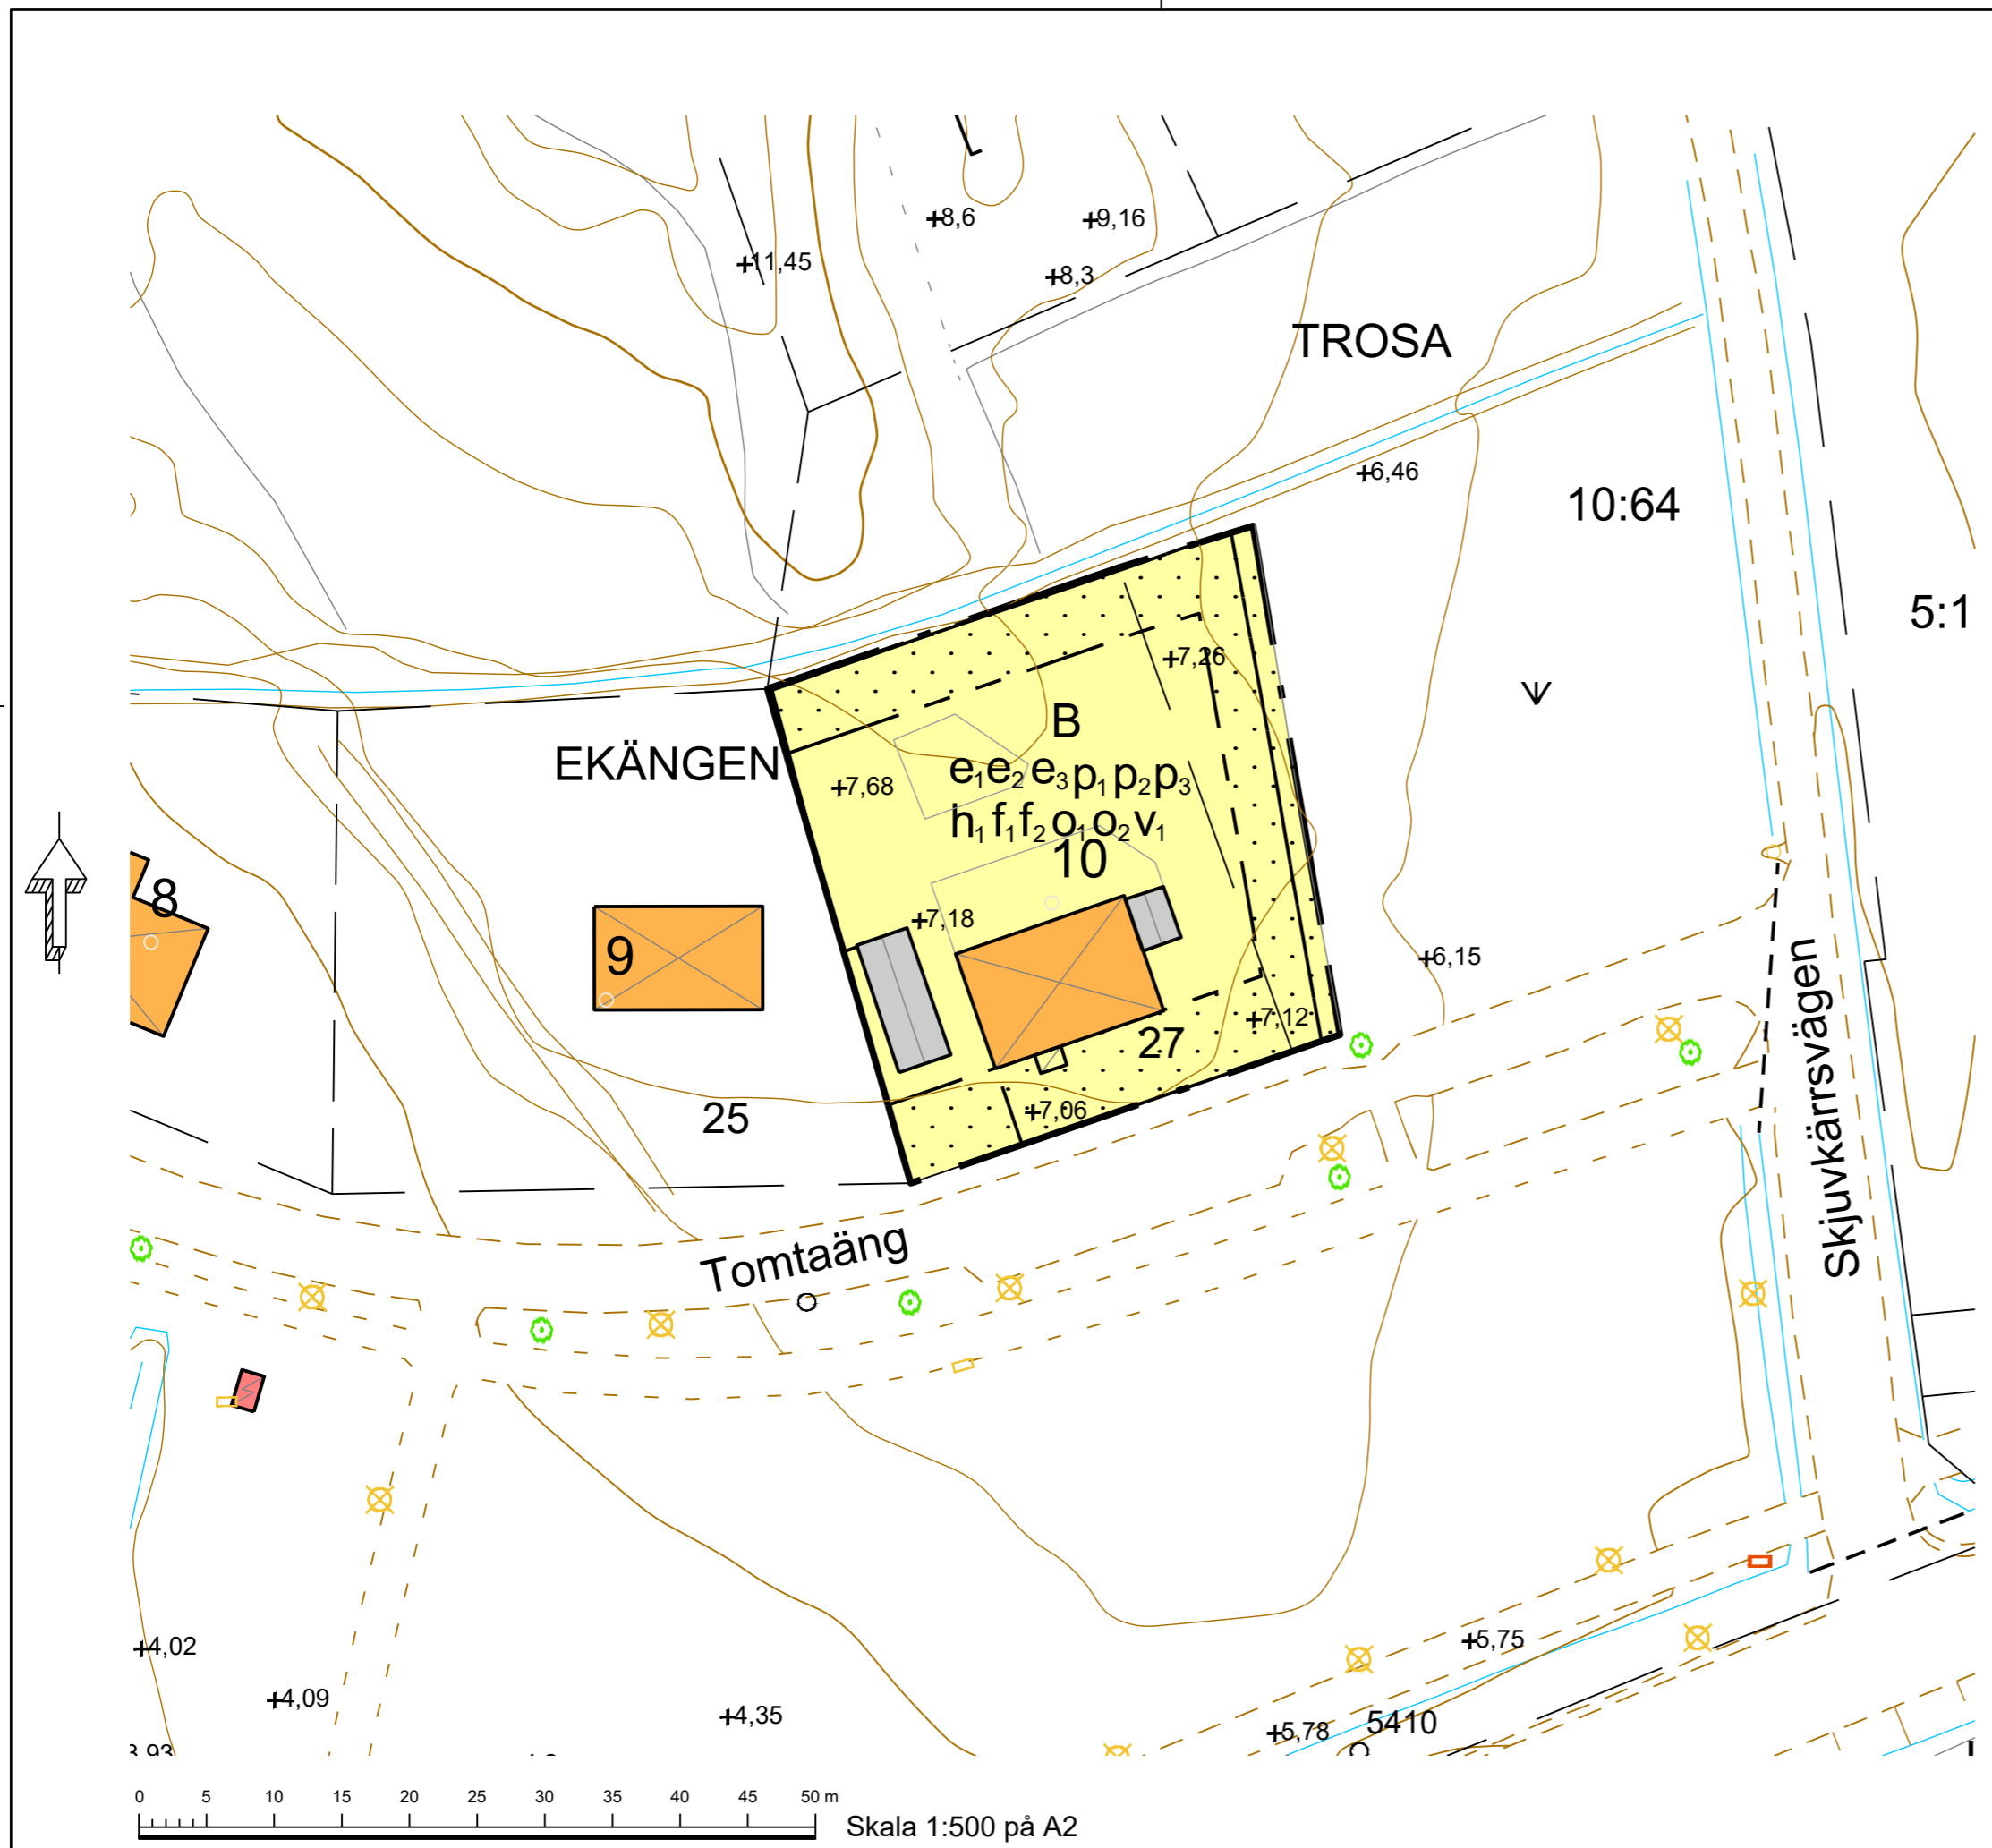 +8,6
+9,16
+11,45
+8,3
TROSA
+6,46
10:64
5:1
+7,26
B
EKÄNGEN
e₁e₂e₃p₁p₂p₃
+7,68
h₁f₁f₂o₁o₂v₁
10
8
+7,18
9
+6,15
+7,12
27
Skjuvkärrsvägen
+7,06
25
Tomtaäng
+4,02
+5,75
+4,09
+4,35
+5,78
5410
3,93
0 5 10 15 20 25 30 35 40 45 50 m
Skala 1:500 på A2